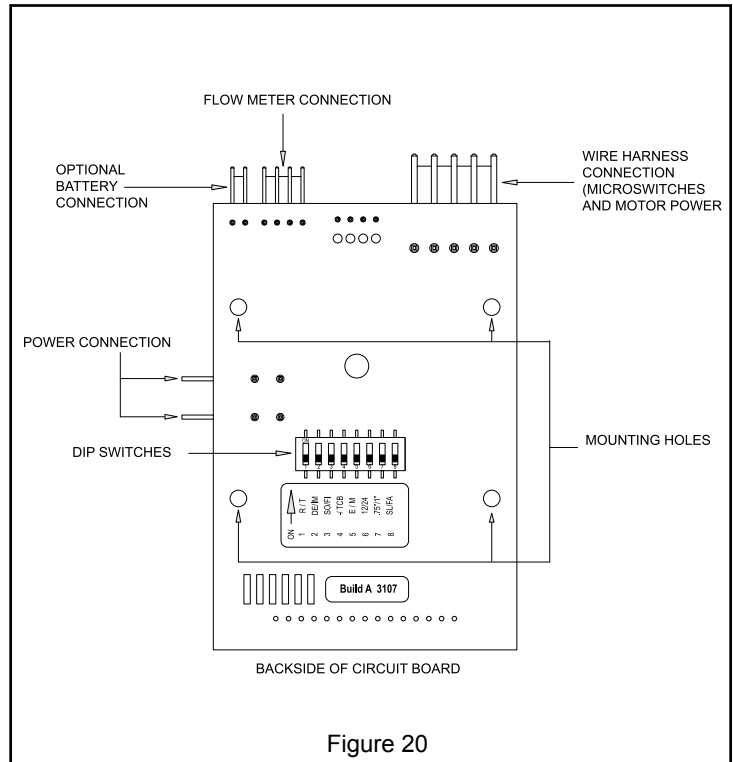 FLOW METER CONNECTION
OPTIONAL
BATTERY
CONNECTION
WIRE HARNESS
CONNECTION
(MICROSWITCHES
AND MOTOR POWER
POWER CONNECTION
DIP SWITCHES
MOUNTING HOLES
ON
1 R / T
2 DE/IM
3 SO/FI
4 -/ TCB
5 E / M
6 12/24
7 .75"/1"
8 SL/FA
Build A 3107
BACKSIDE OF CIRCUIT BOARD
Figure 20